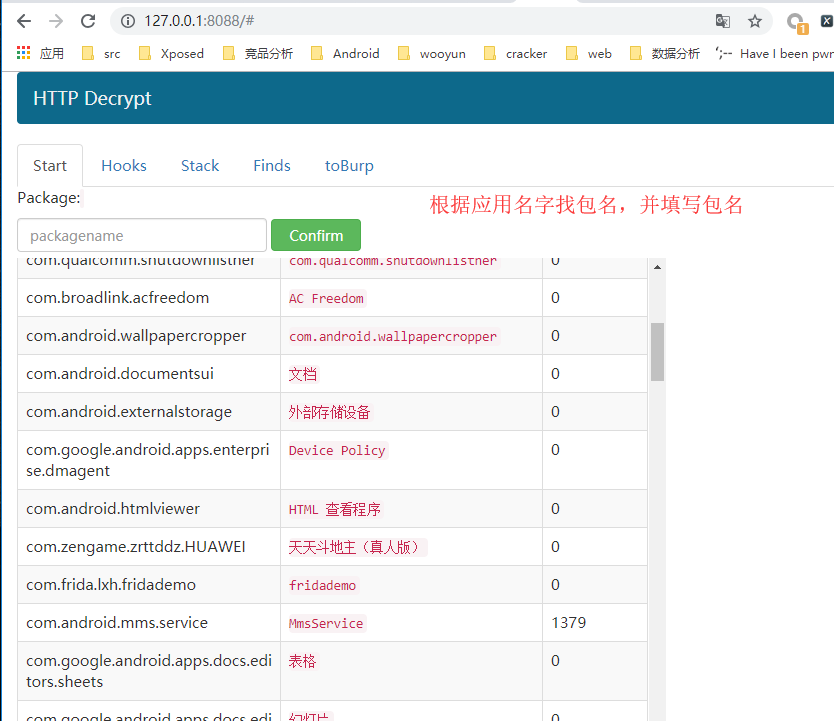 127.0.0.1:8088/#
1
应用 src Xposed 竞品分析 Android wooyun cracker web 数据分析 Have I been pwr
HTTP Decrypt
Start Hooks Stack Finds toBurp
Package:
根据应用名字找包名，并填写包名
packagename Confirm
com.qualcomm.shutdownlistner com.qualcomm.shutdownlistner 0
com.broadlink.acfreedom AC Freedom 0
com.android.wallpapercropper com.android.wallpapercropper 0
com.android.documentsui 文档 0
com.android.externalstorage 外部存储设备 0
com.google.android.apps.enterpri Device Policy 0
se.dmagent
com.android.htmlviewer HTML 查看程序 0
com.zengame.zrttddz.HUAWEI 天天斗地主（真人版） 0
com.frida.lxh.fridademo fridademo 0
com.android.mms.service MmsService 1379
com.google.android.apps.docs.edi 表格 0
tors.sheets
com.google.android.apps.docs.edi 幻灯片 0